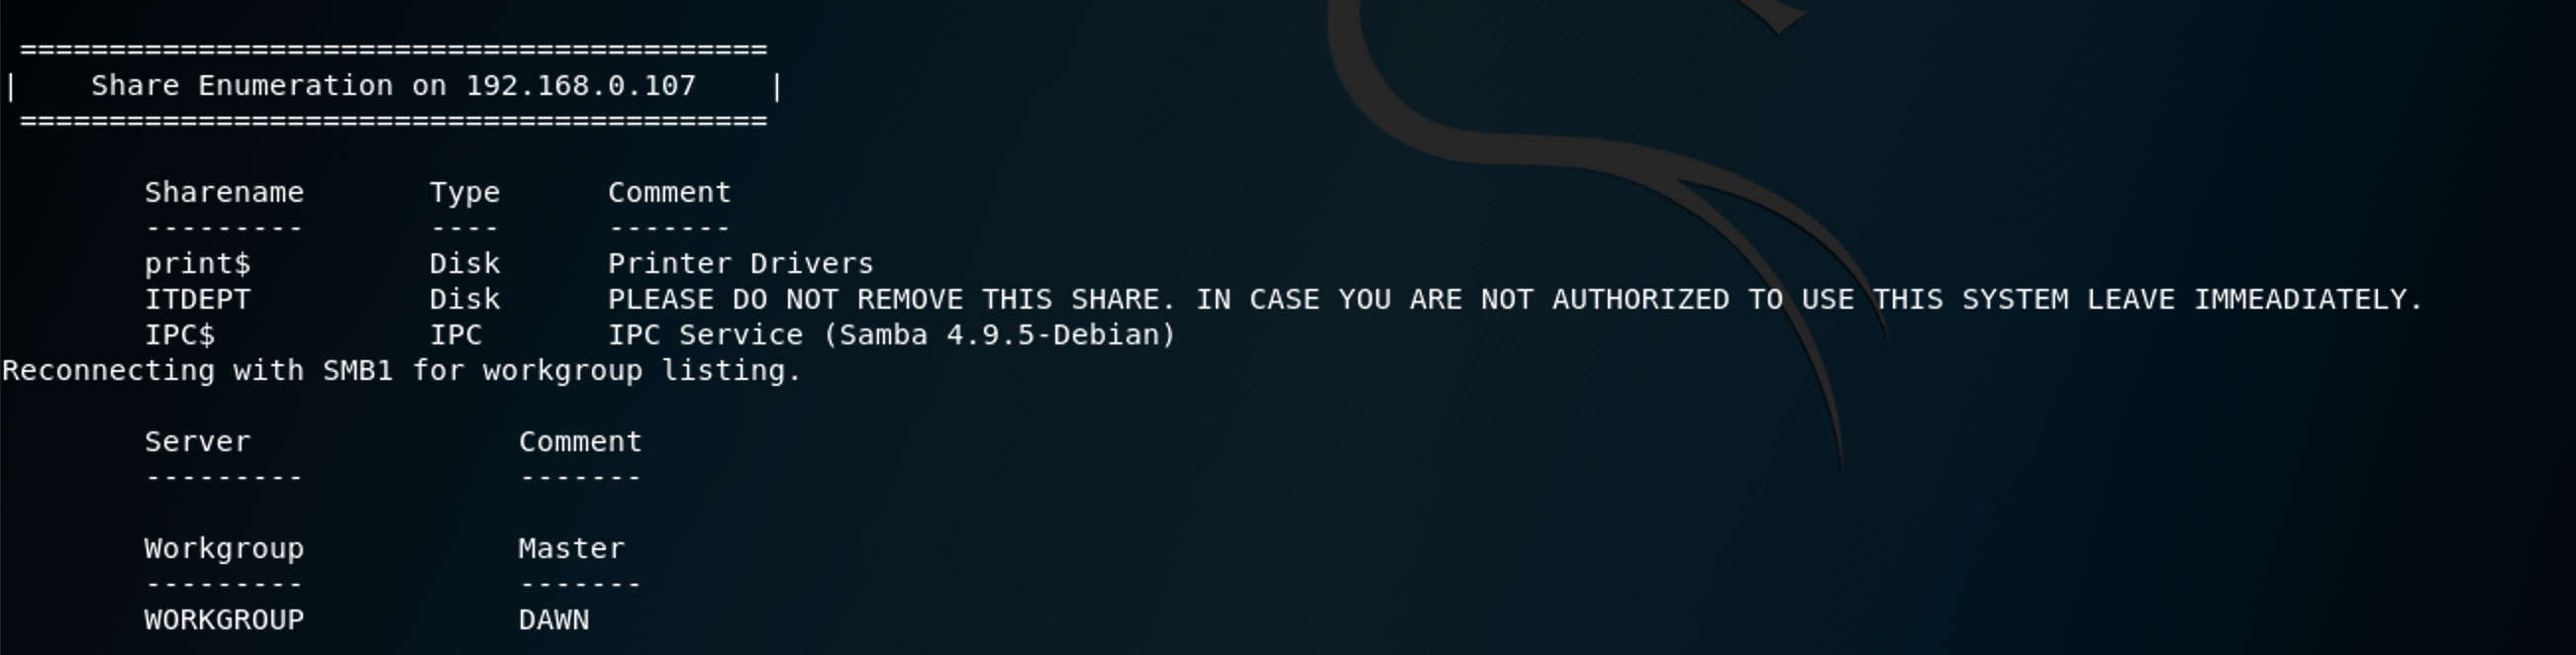 ==========================================
|    Share Enumeration on 192.168.0.107    |
==========================================
Sharename       Type      Comment
---------       ----      -------
print$          Disk      Printer Drivers
ITDEPT          Disk      PLEASE DO NOT REMOVE THIS SHARE. IN CASE YOU ARE NOT AUTHORIZED TO USE THIS SYSTEM LEAVE IMMEADIATELY.
IPC$            IPC       IPC Service (Samba 4.9.5-Debian)
Reconnecting with SMB1 for workgroup listing.
Server               Comment
---------            -------
Workgroup            Master
---------            -------
WORKGROUP            DAWN